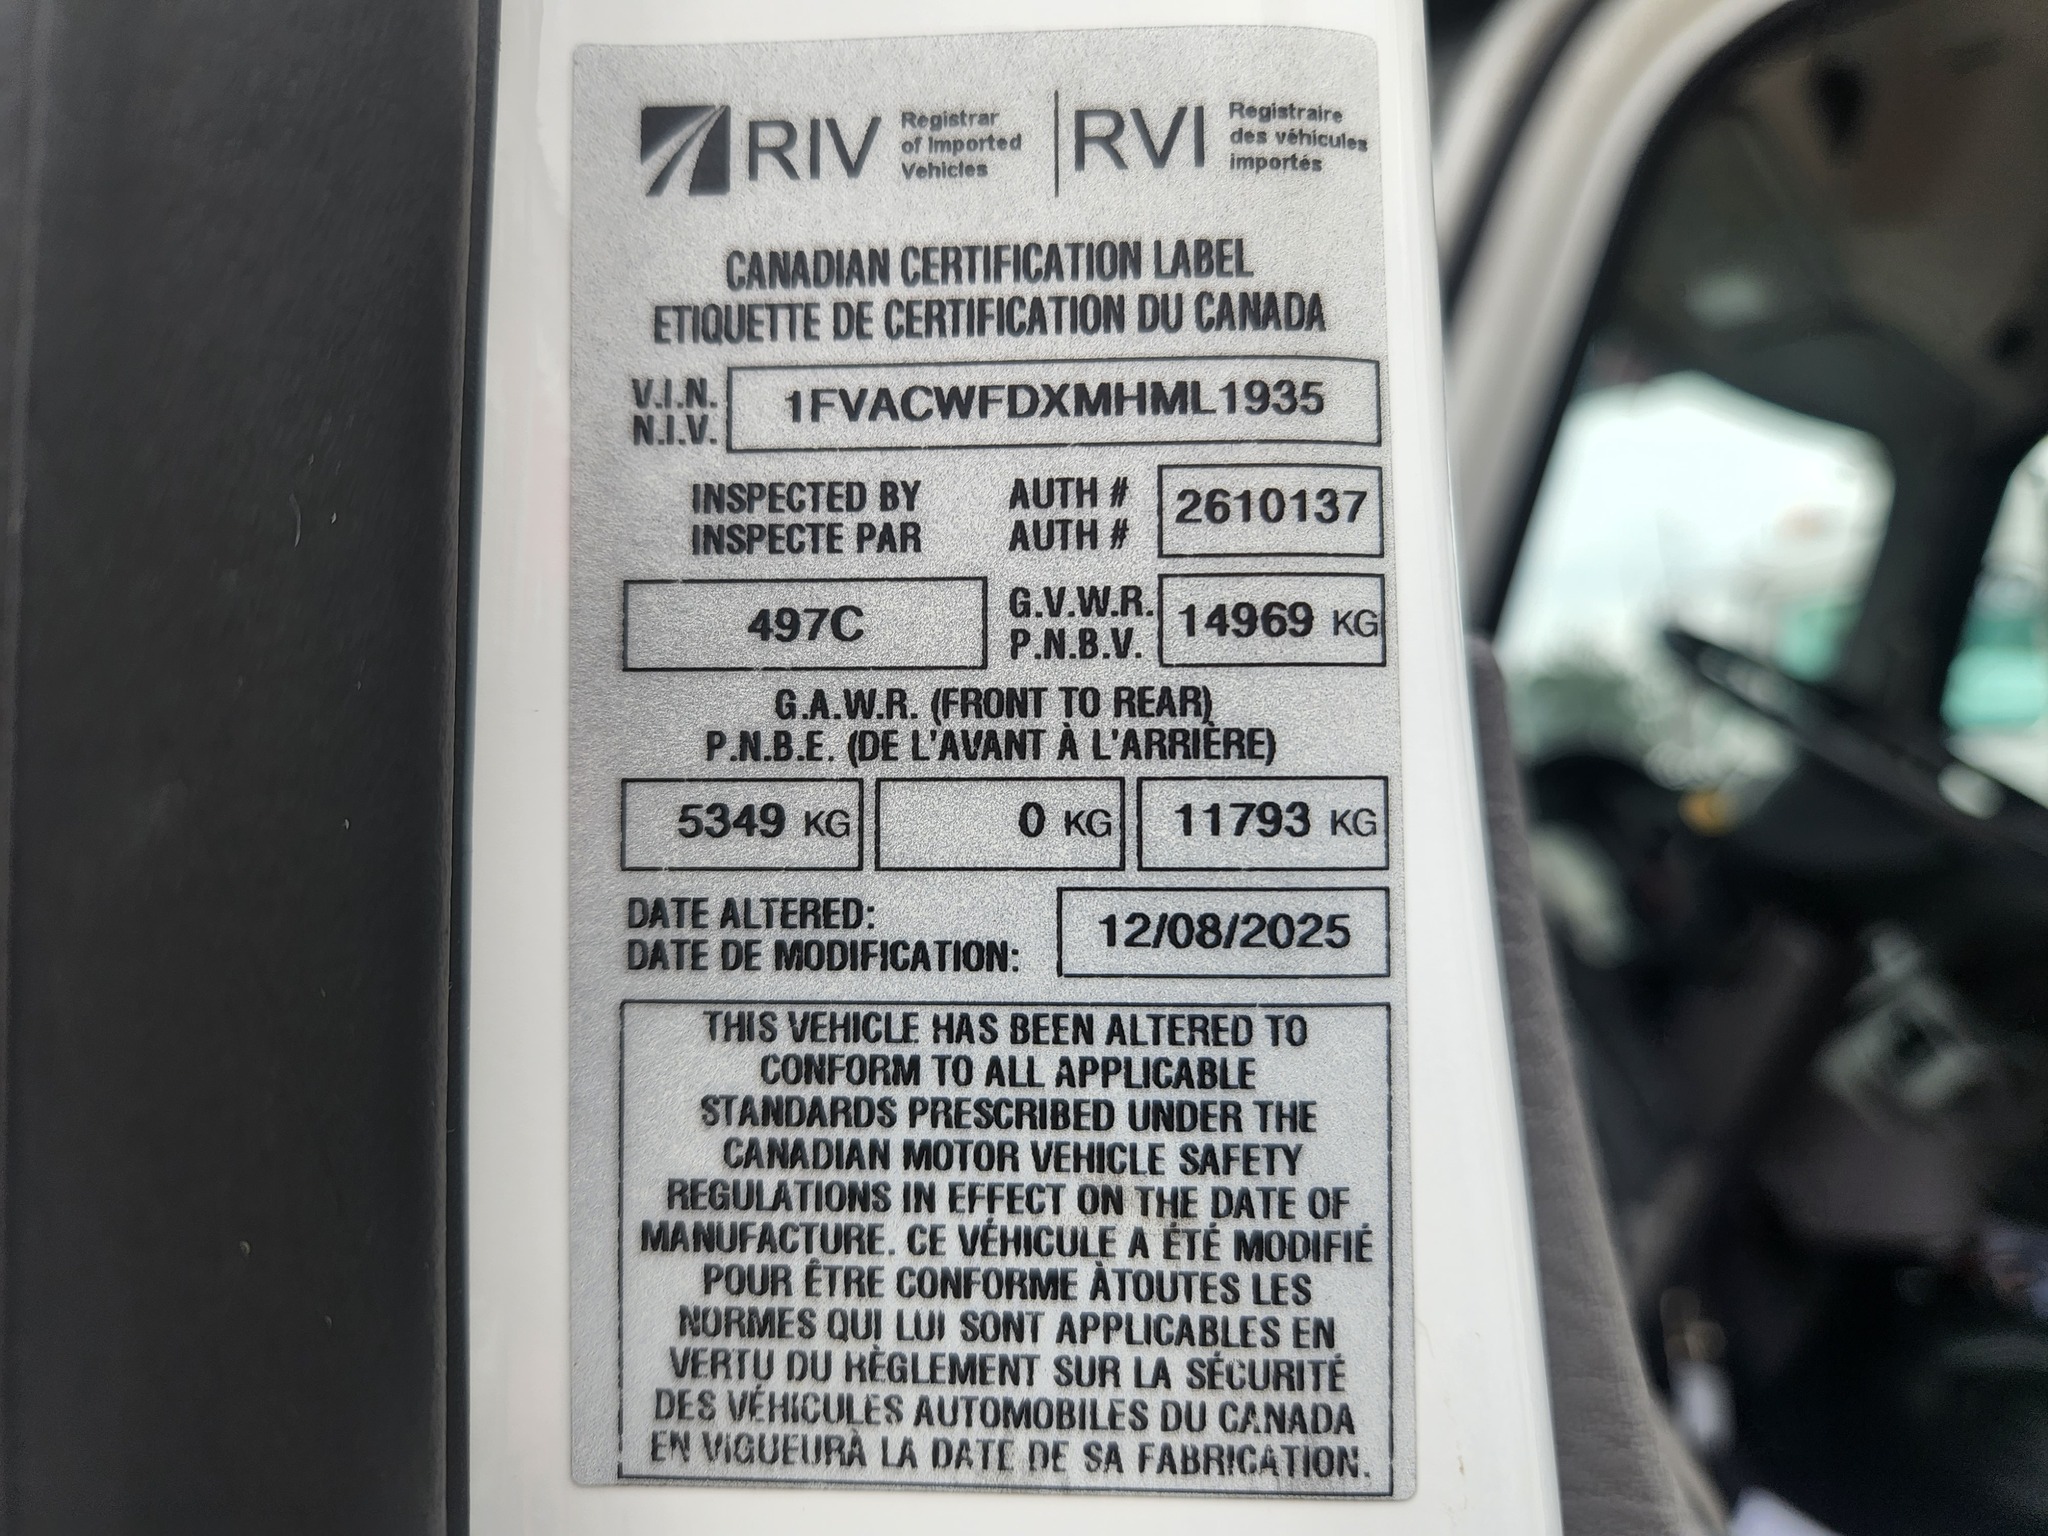 RIV Registrar of Imported Vehicles | RVI Registraire des véhicules importés
CANADIAN CERTIFICATION LABEL
ETIQUETTE DE CERTIFICATION DU CANADA
V.I.N.
N.I.V.
1FVACWFDXMHML1935
INSPECTED BY
INSPECTE PAR
AUTH #
AUTH #
2610137
497C
G.V.W.R.
P.N.B.V.
14969 KG
G.A.W.R. (FRONT TO REAR)
P.N.B.E. (DE L'AVANT À L'ARRIÈRE)
5349 KG
0 KG
11793 KG
DATE ALTERED:
DATE DE MODIFICATION:
12/08/2025
THIS VEHICLE HAS BEEN ALTERED TO
CONFORM TO ALL APPLICABLE
STANDARDS PRESCRIBED UNDER THE
CANADIAN MOTOR VEHICLE SAFETY
REGULATIONS IN EFFECT ON THE DATE OF
MANUFACTURE. CE VÉHICULE A ÉTÉ MODIFIÉ
POUR ÊTRE CONFORME ÀTOUTES LES
NORMES QUI LUI SONT APPLICABLES EN
VERTU DU RÈGLEMENT SUR LA SÉCURITÉ
DES VÉHICULES AUTOMOBILES DU CANADA
EN VIGUEURÀ LA DATE DE SA FABRICATION.